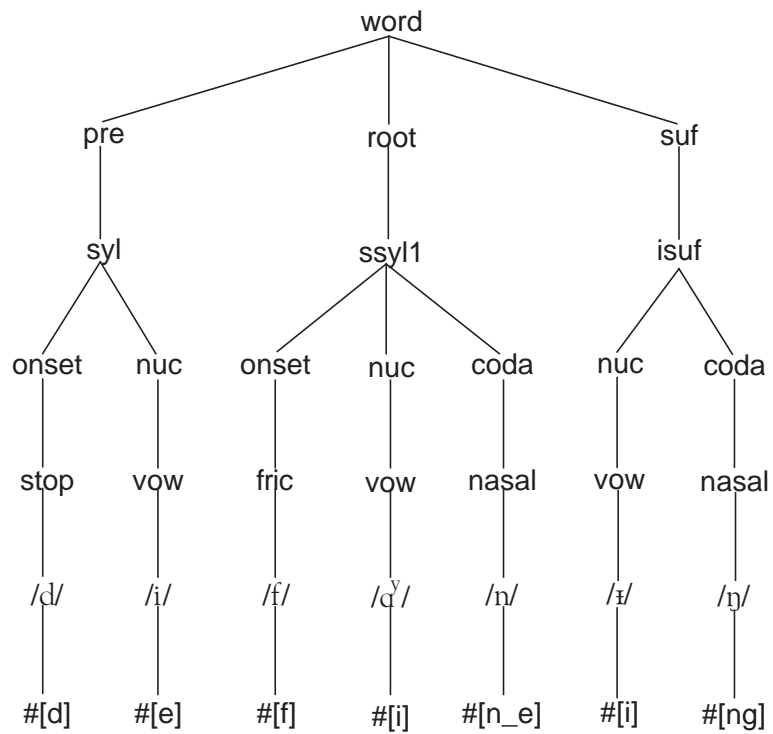 word
pre root suf
syl ssyl1 isuf
onset nuc onset nuc coda nuc coda
stop vow fric vow nasal vow nasal
/d/ /i/ /f/ /ɑʸ/ /n/ /ɨ/ /ŋ/
#[d] #[e] #[f] #[i] #[n_e] #[i] #[ng]